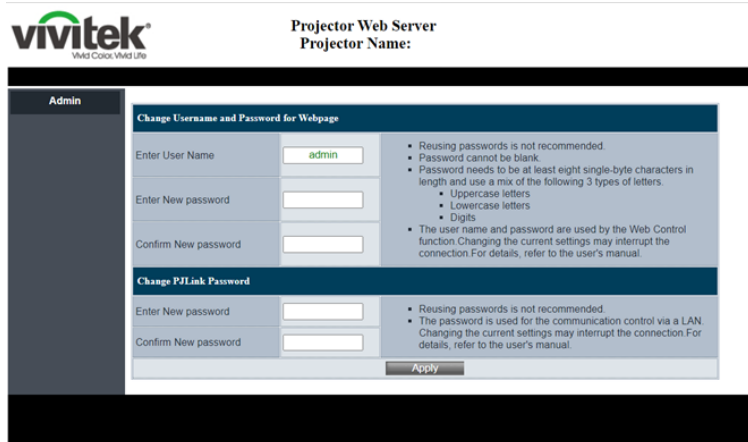 vivitek
Vivid Color, Vivid Life
Projector Web Server
Projector Name:
Admin
Change Username and Password for Webpage
Enter User Name
admin
Enter New password
Confirm New password
Reusing passwords is not recommended.
Password cannot be blank.
Password needs to be at least eight single-byte characters in
length and use a mix of the following 3 types of letters.
Uppercase letters
Lowercase letters
Digits
The user name and password are used by the Web Control
function.Changing the current settings may interrupt the
connection.For details, refer to the user's manual.
Change PJLink Password
Enter New password
Confirm New password
Reusing passwords is not recommended.
The password is used for the communication control via a LAN.
Changing the current settings may interrupt the connection.For
details, refer to the user's manual.
Apply